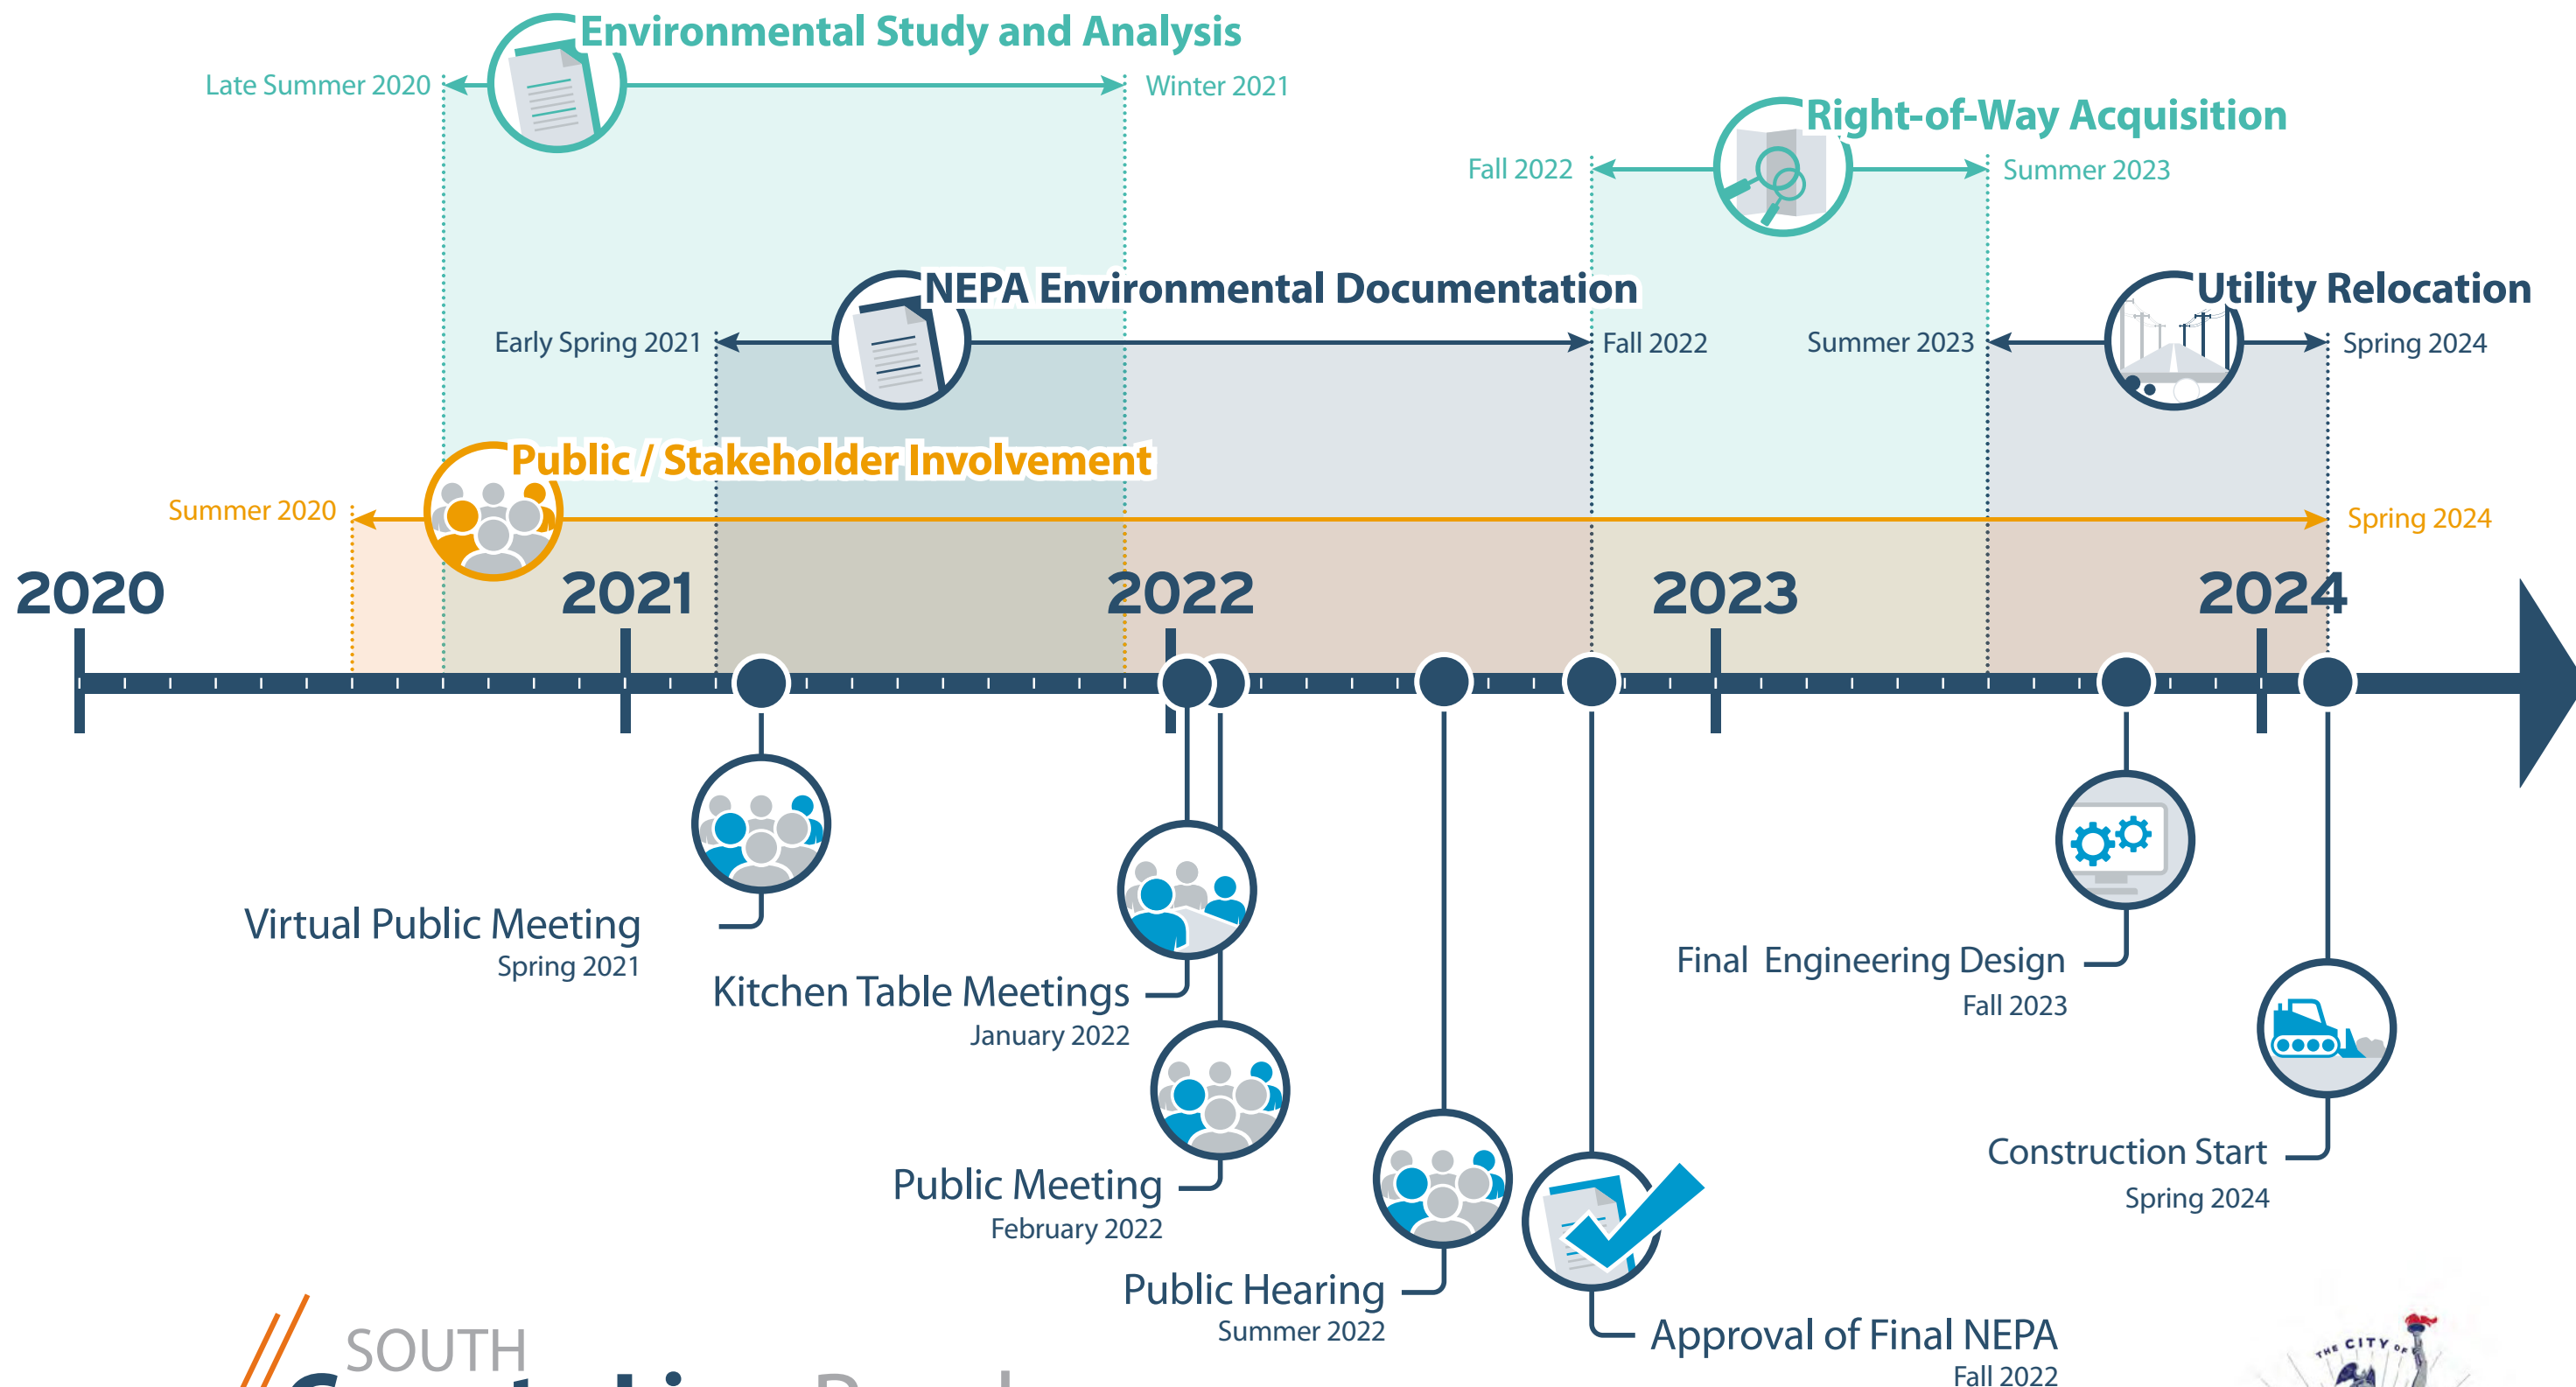 Environmental Study and Analysis
Late Summer 2020
Winter 2021
Right-of-Way Acquisition
Fall 2022
Summer 2023
NEPA Environmental Documentation
Early Spring 2021
Fall 2022
Utility Relocation
Summer 2023
Spring 2024
Public / Stakeholder Involvement
Summer 2020
Spring 2024
2020
2021
2022
2023
2024
Virtual Public Meeting
Spring 2021
Kitchen Table Meetings
January 2022
Public Meeting
February 2022
Public Hearing
Summer 2022
Approval of Final NEPA
Fall 2022
Final Engineering Design
Fall 2023
Construction Start
Spring 2024
SOUTH
THE CITY OF